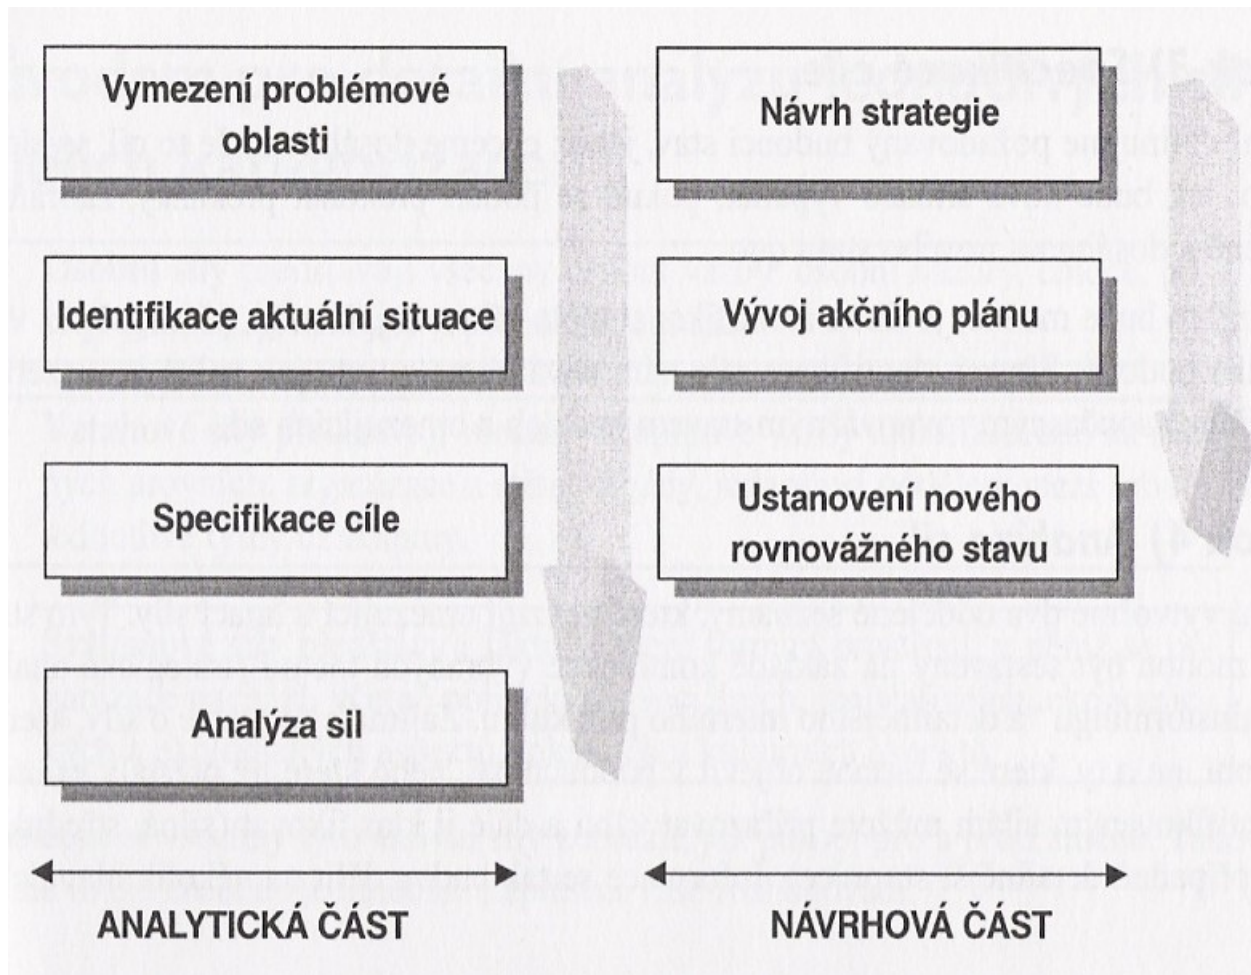 Vymezení problémové
oblasti
Identifikace aktuální situace
Specifikace cíle
Analýza sil
ANALYTICKÁ ČÁST
Návrh strategie
Vývoj akčního plánu
Ustanovení nového
rovnovážného stavu
NÁVRHOVÁ ČÁST